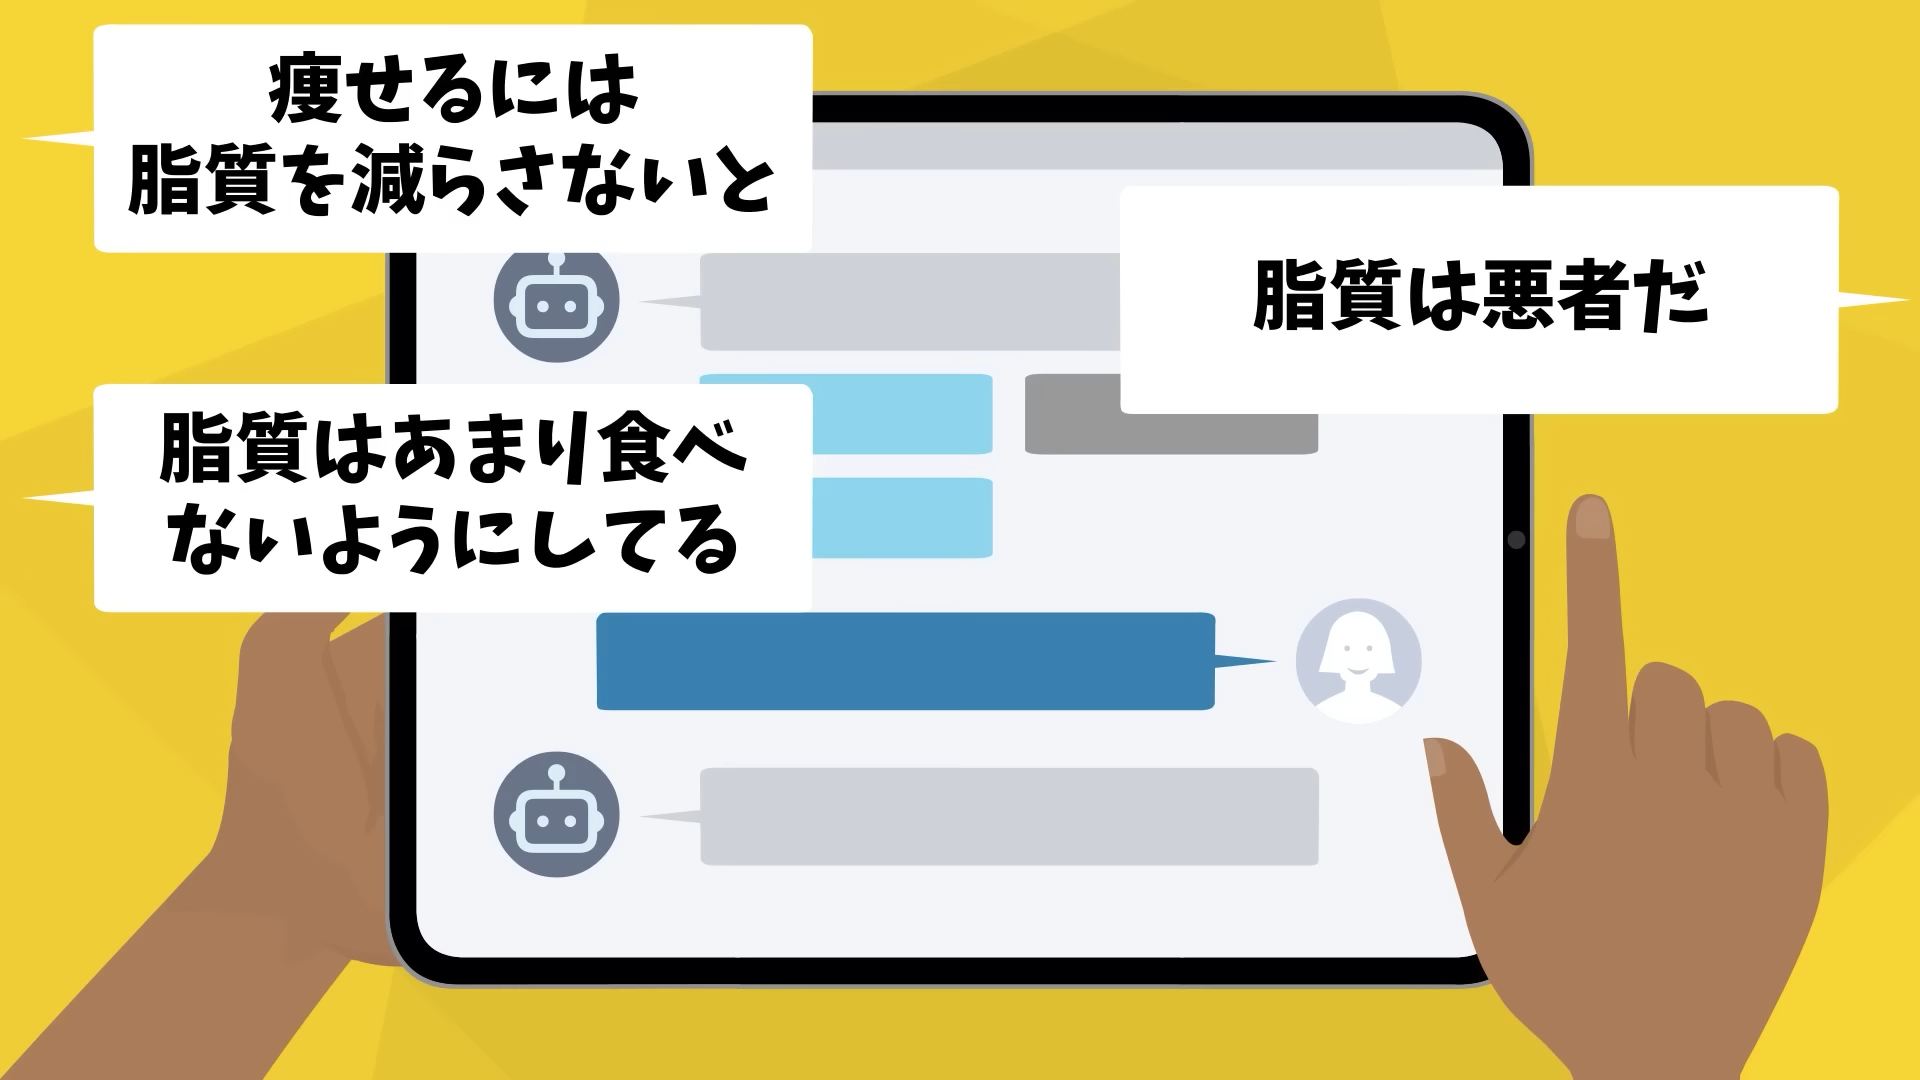 痩せるには
脂質を減らさないと
脂質は悪者だ
脂質はあまり食べ
ないようにしてる